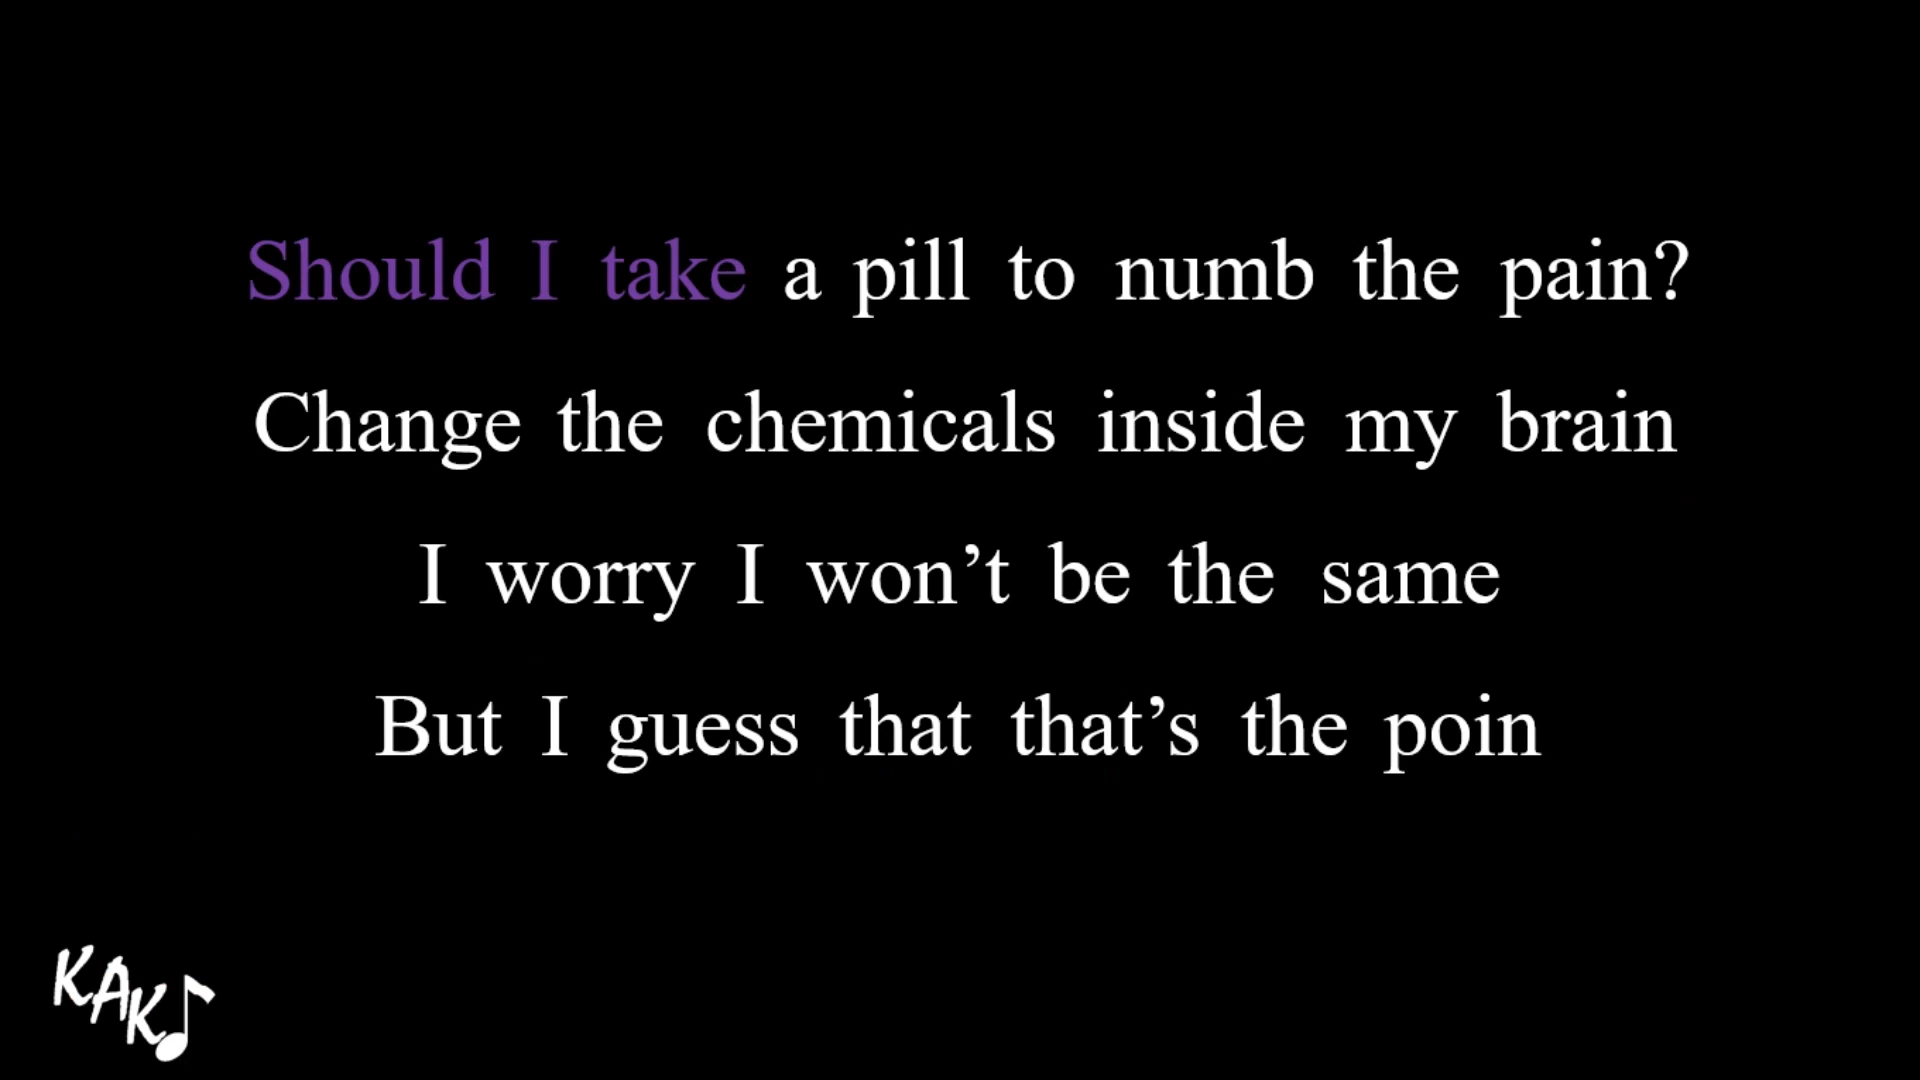 Should I take a pill to numb the pain?
Change the chemicals inside my brain
I worry I won’t be the same
But I guess that that’s the poin
KAK